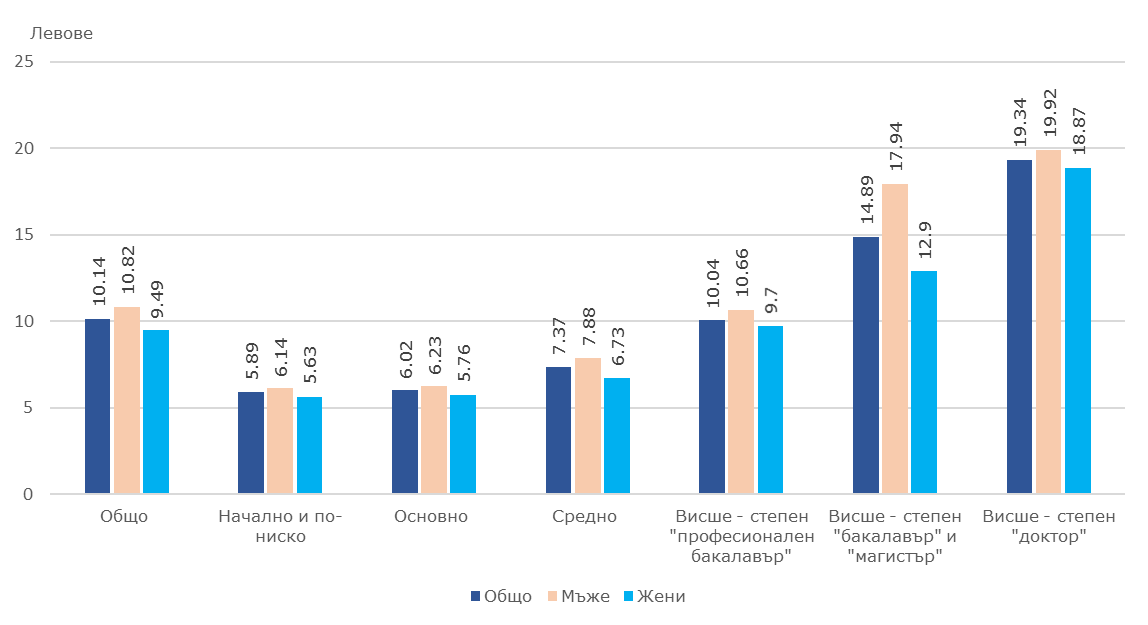 Левове
25
20
15
10
5
0
10.14
10.82
9.49
5.89
6.14
5.63
6.02
6.23
5.76
7.37
7.88
6.73
10.04
10.66
9.7
14.89
17.94
12.9
19.34
19.92
18.87
Общо
Начално и по-
ниско
Основно
Средно
Висше - степен
"професионален
бакалавър"
Висше - степен
"бакалавър" и
"магистър"
Висше - степен
"доктор"
Общо
Мъже
Жени